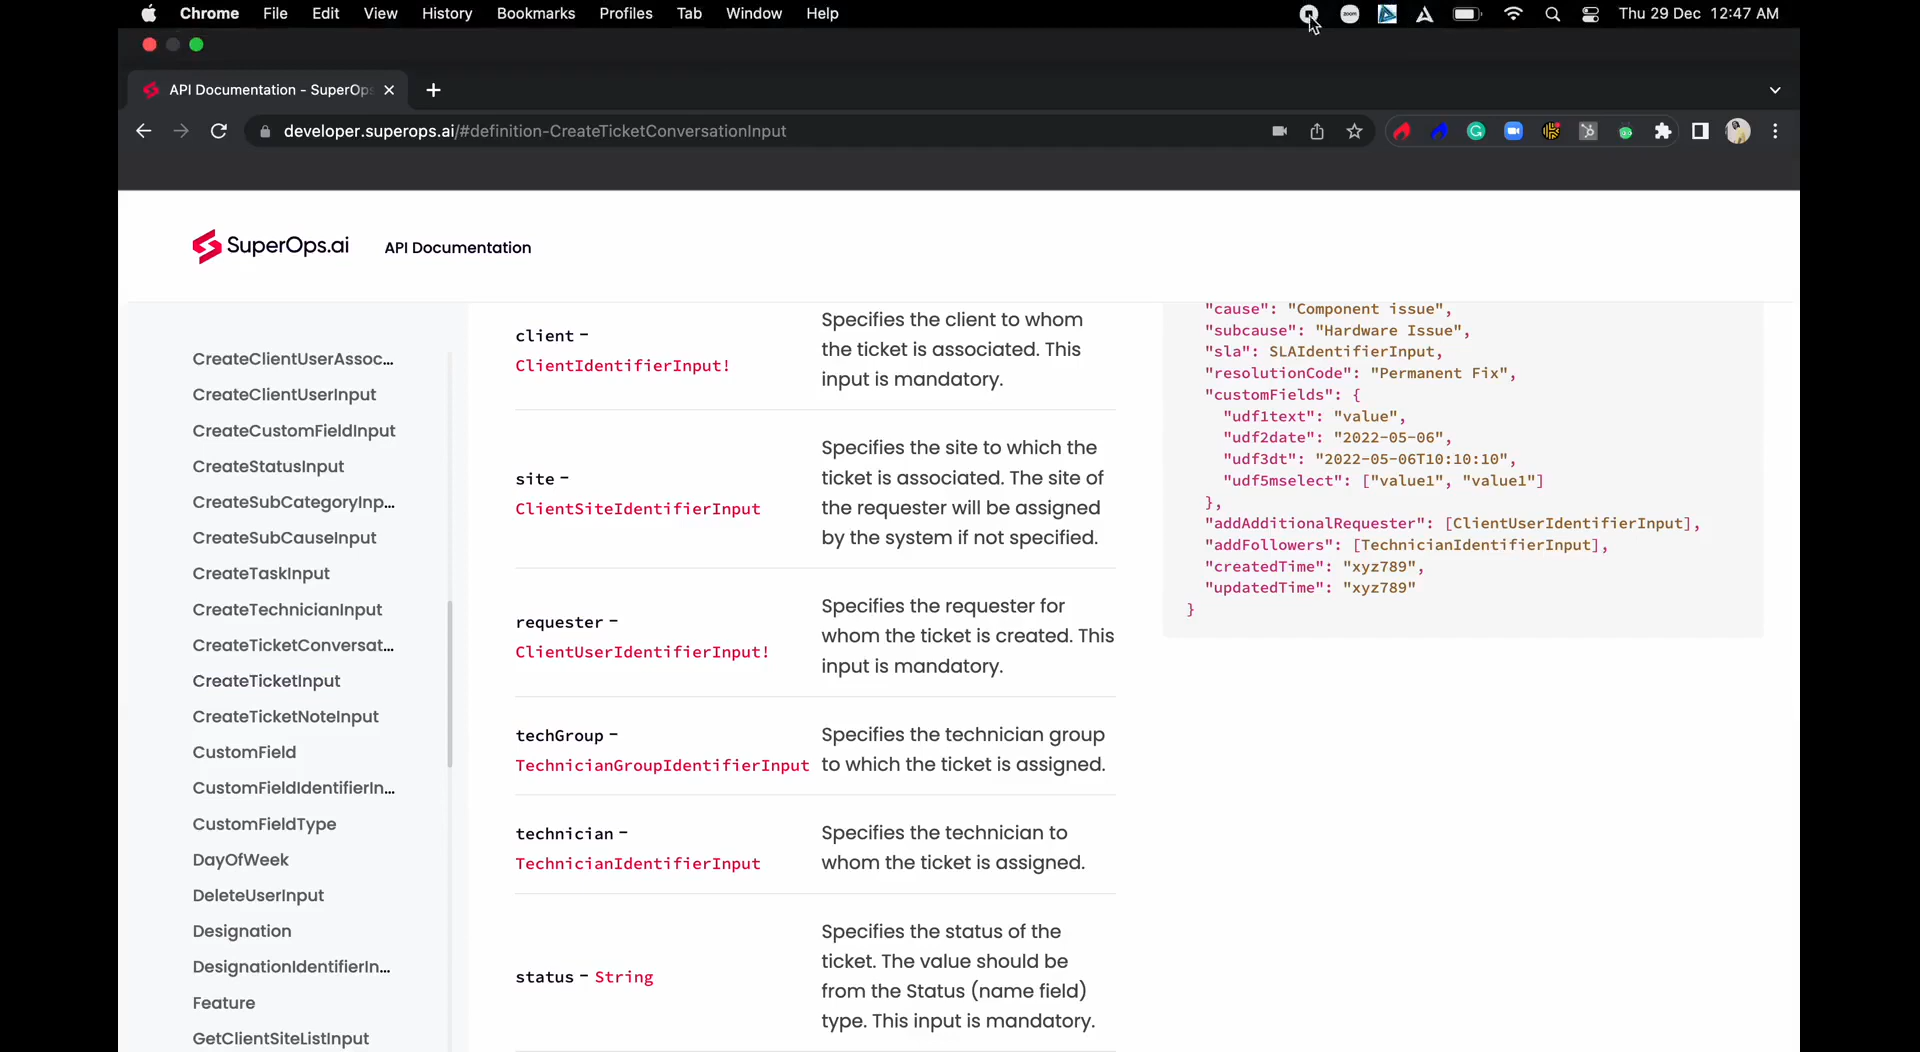 Chrome File Edit View History Bookmarks Profiles Tab Window Help
zoom
Thu 29 Dec 12:47 AM
API Documentation - SuperOps
developer.superops.ai/#definition-CreateTicketConversationInput
SuperOps.ai
API Documentation
CreateClientUserAssoc...
CreateClientUserInput
CreateCustomFieldInput
CreateStatusInput
CreateSubCategoryInp...
CreateSubCauseInput
CreateTaskInput
CreateTechnicianInput
CreateTicketConversat...
CreateTicketInput
CreateTicketNoteInput
CustomField
CustomFieldIdentifierIn...
CustomFieldType
DayOfWeek
DeleteUserInput
Designation
DesignationIdentifierIn...
Feature
GetClientSiteListInput
client -
ClientIdentifierInput!
Specifies the client to whom
the ticket is associated. This
input is mandatory.
site -
ClientSiteIdentifierInput
Specifies the site to which the
ticket is associated. The site of
the requester will be assigned
by the system if not specified.
requester -
ClientUserIdentifierInput!
Specifies the requester for
whom the ticket is created. This
input is mandatory.
techGroup -
TechnicianGroupIdentifierInput
Specifies the technician group
to which the ticket is assigned.
technician -
TechnicianIdentifierInput
Specifies the technician to
whom the ticket is assigned.
status - String
Specifies the status of the
ticket. The value should be
from the Status (name field)
type. This input is mandatory.
"cause": "Component issue",
"subcause": "Hardware Issue",
"sla": SLAIdentifierInput,
"resolutionCode": "Permanent Fix",
"customFields": {
"udf1text": "value",
"udf2date": "2022-05-06",
"udf3dt": "2022-05-06T10:10:10",
"udf5mselect": ["value1", "value1"]
},
"addAdditionalRequester": [ClientUserIdentifierInput],
"addFollowers": [TechnicianIdentifierInput],
"createdTime": "xyz789",
"updatedTime": "xyz789"
}